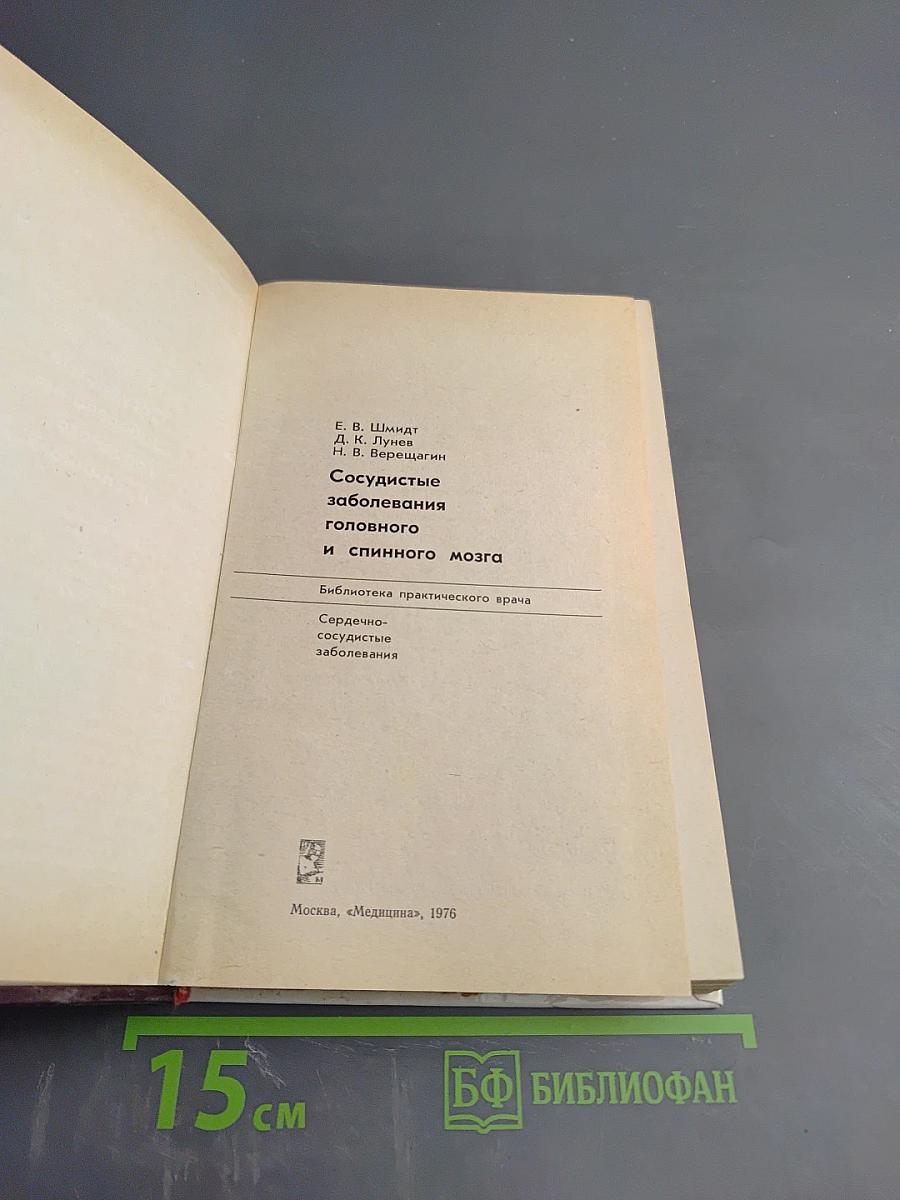 Е. В. Шмидт
Д. К. Лунев
Н. В. Верещагин
Сосудистые
заболевания
головного
и спинного мозга
Библиотека практического врача
Сердечно-
сосудистые
заболевания
М
Москва, «Медицина», 1976
15 см
БФ БИБЛИОФАН